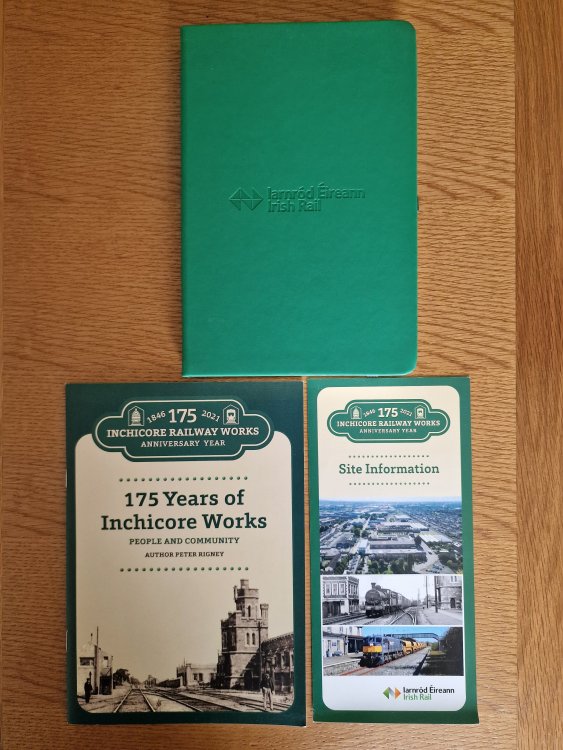 Iarnród Éireann
Irish Rail
1846 175 2021
INCHICORE RAILWAY WORKS
ANNIVERSARY YEAR
175 Years of
Inchicore Works
PEOPLE AND COMMUNITY
AUTHOR PETER RIGNEY
1846 175 2021
INCHICORE RAILWAY WORKS
ANNIVERSARY YEAR
Site Information
Iarnród Éireann
Irish Rail